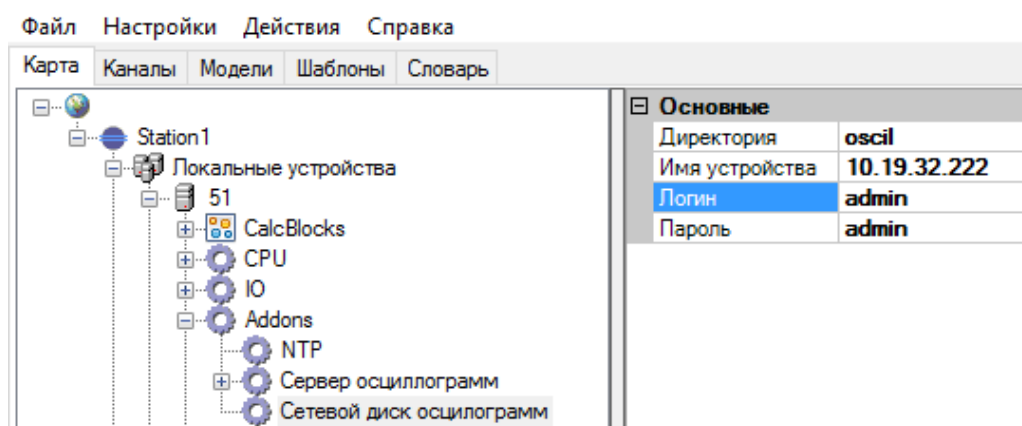 Файл Настройки Действия Справка
Карта Каналы Модели Шаблоны Словарь
Station1
Локальные устройства
51
CalcBlocks
CPU
IO
Addons
NTP
Сервер осциллограмм
Сетевой диск осцилограмм
Основные
Директория oscil
Имя устройства 10.19.32.222
Логин admin
Пароль admin